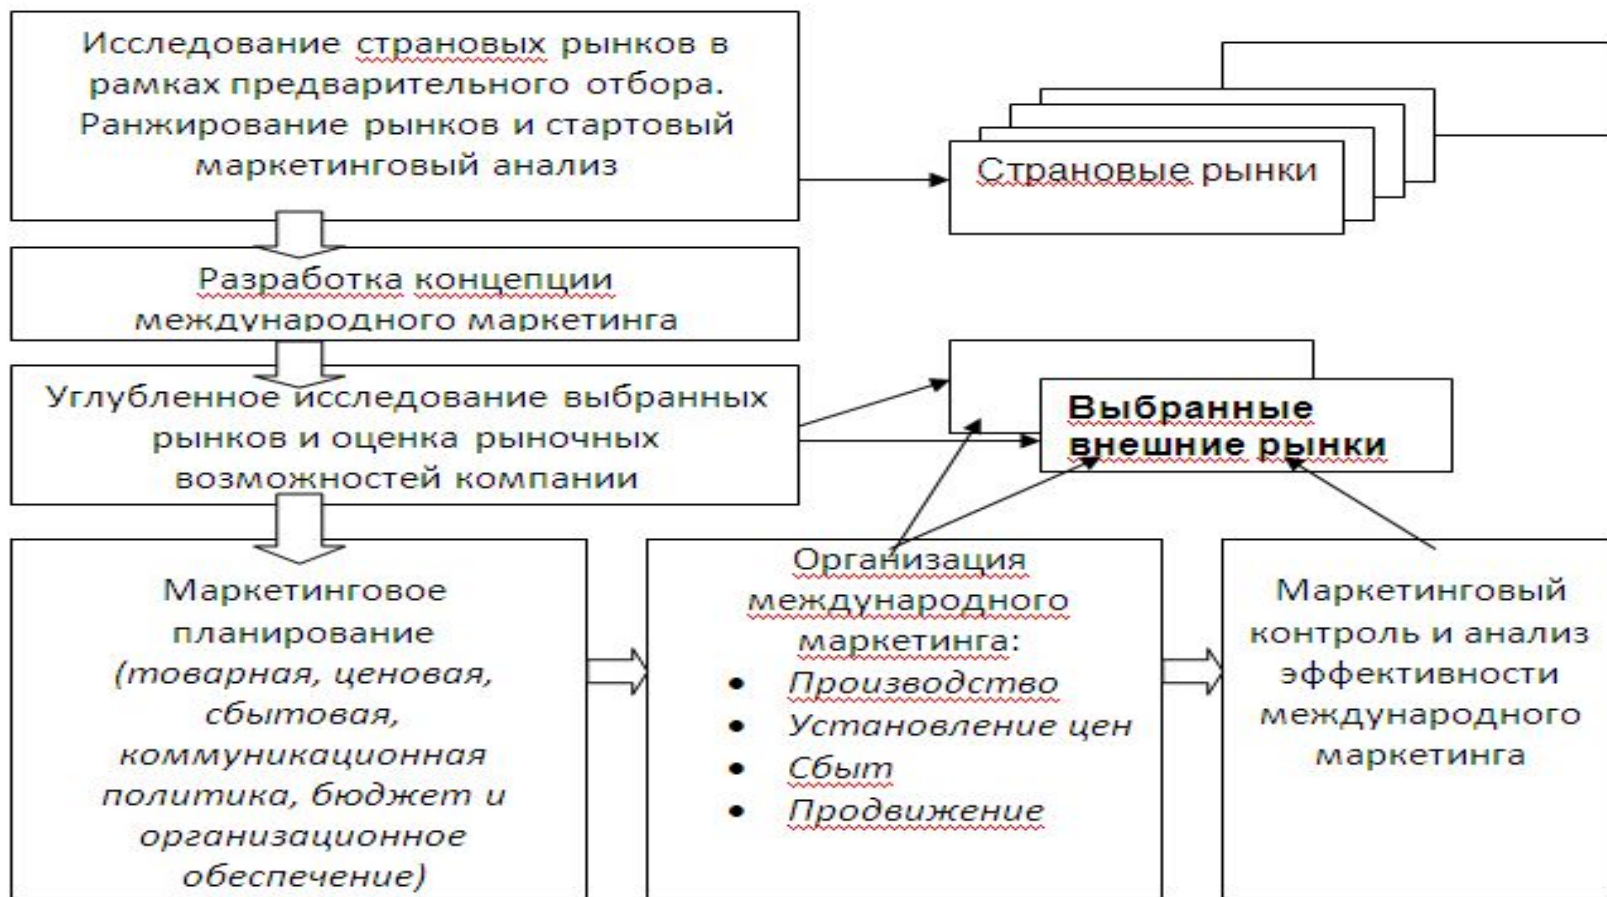 Исследование страновых рынков в
рамках предварительного отбора.
Ранжирование рынков и стартовый
маркетинговый анализ
Страновые рынки
Разработка концепции
международного маркетинга
Углубленное исследование выбранных
рынков и оценка рыночных
возможностей компании
Выбранные
внешние рынки
Маркетинговое
планирование
(товарная, ценовая,
сбытовая,
коммуникационная
политика, бюджет и
организационное
обеспечение)
Организация
международного
маркетинга:
• Производство
• Установление цен
• Сбыт
• Продвижение
Маркетинговый
контроль и анализ
эффективности
международного
маркетинга